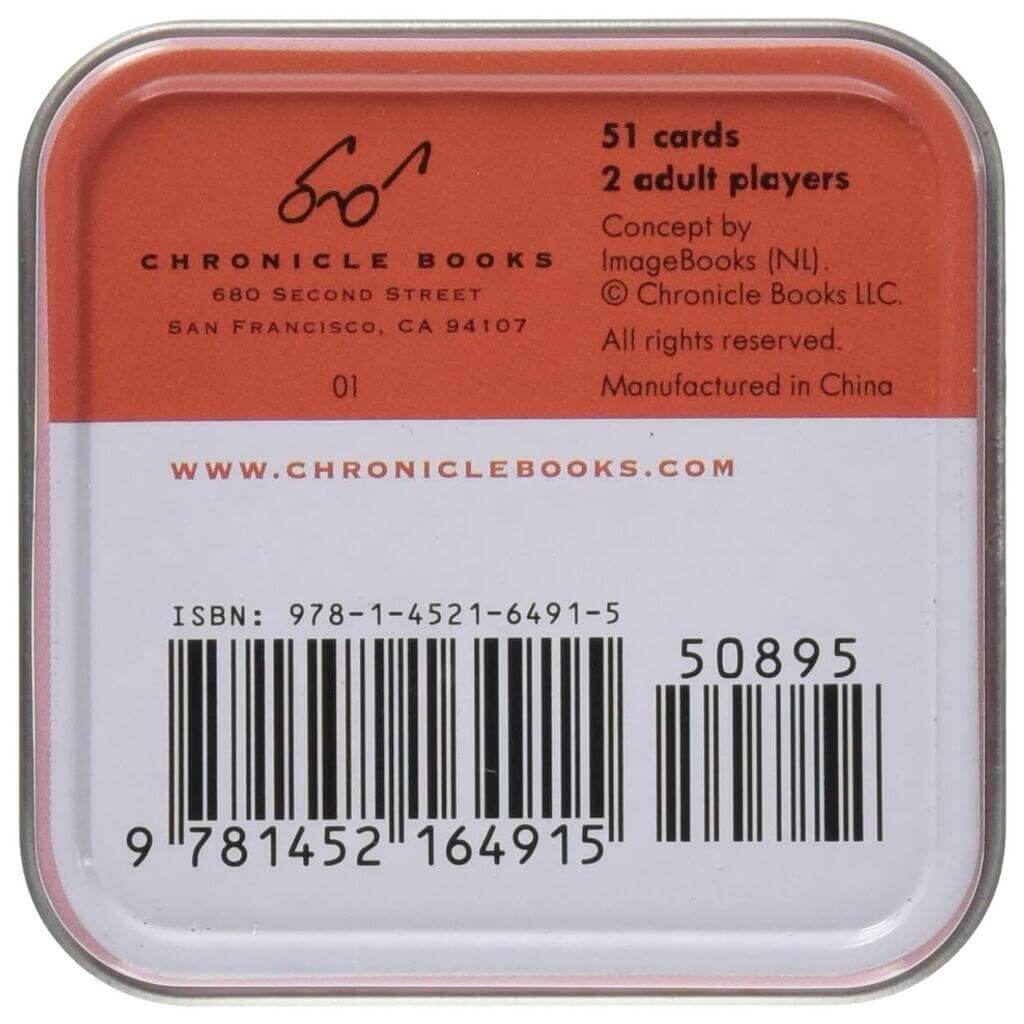 CHRONICLE BOOKS
680 SECOND STREET
SAN FRANCISCO, CA 94107
01
51 cards
2 adult players
Concept by
ImageBooks (NL).
© Chronicle Books LLC.
All rights reserved.
Manufactured in China
WWW.CHRONICLEBOOKS.COM
ISBN: 978-1-4521-6491-5
9 781452 164915
50895